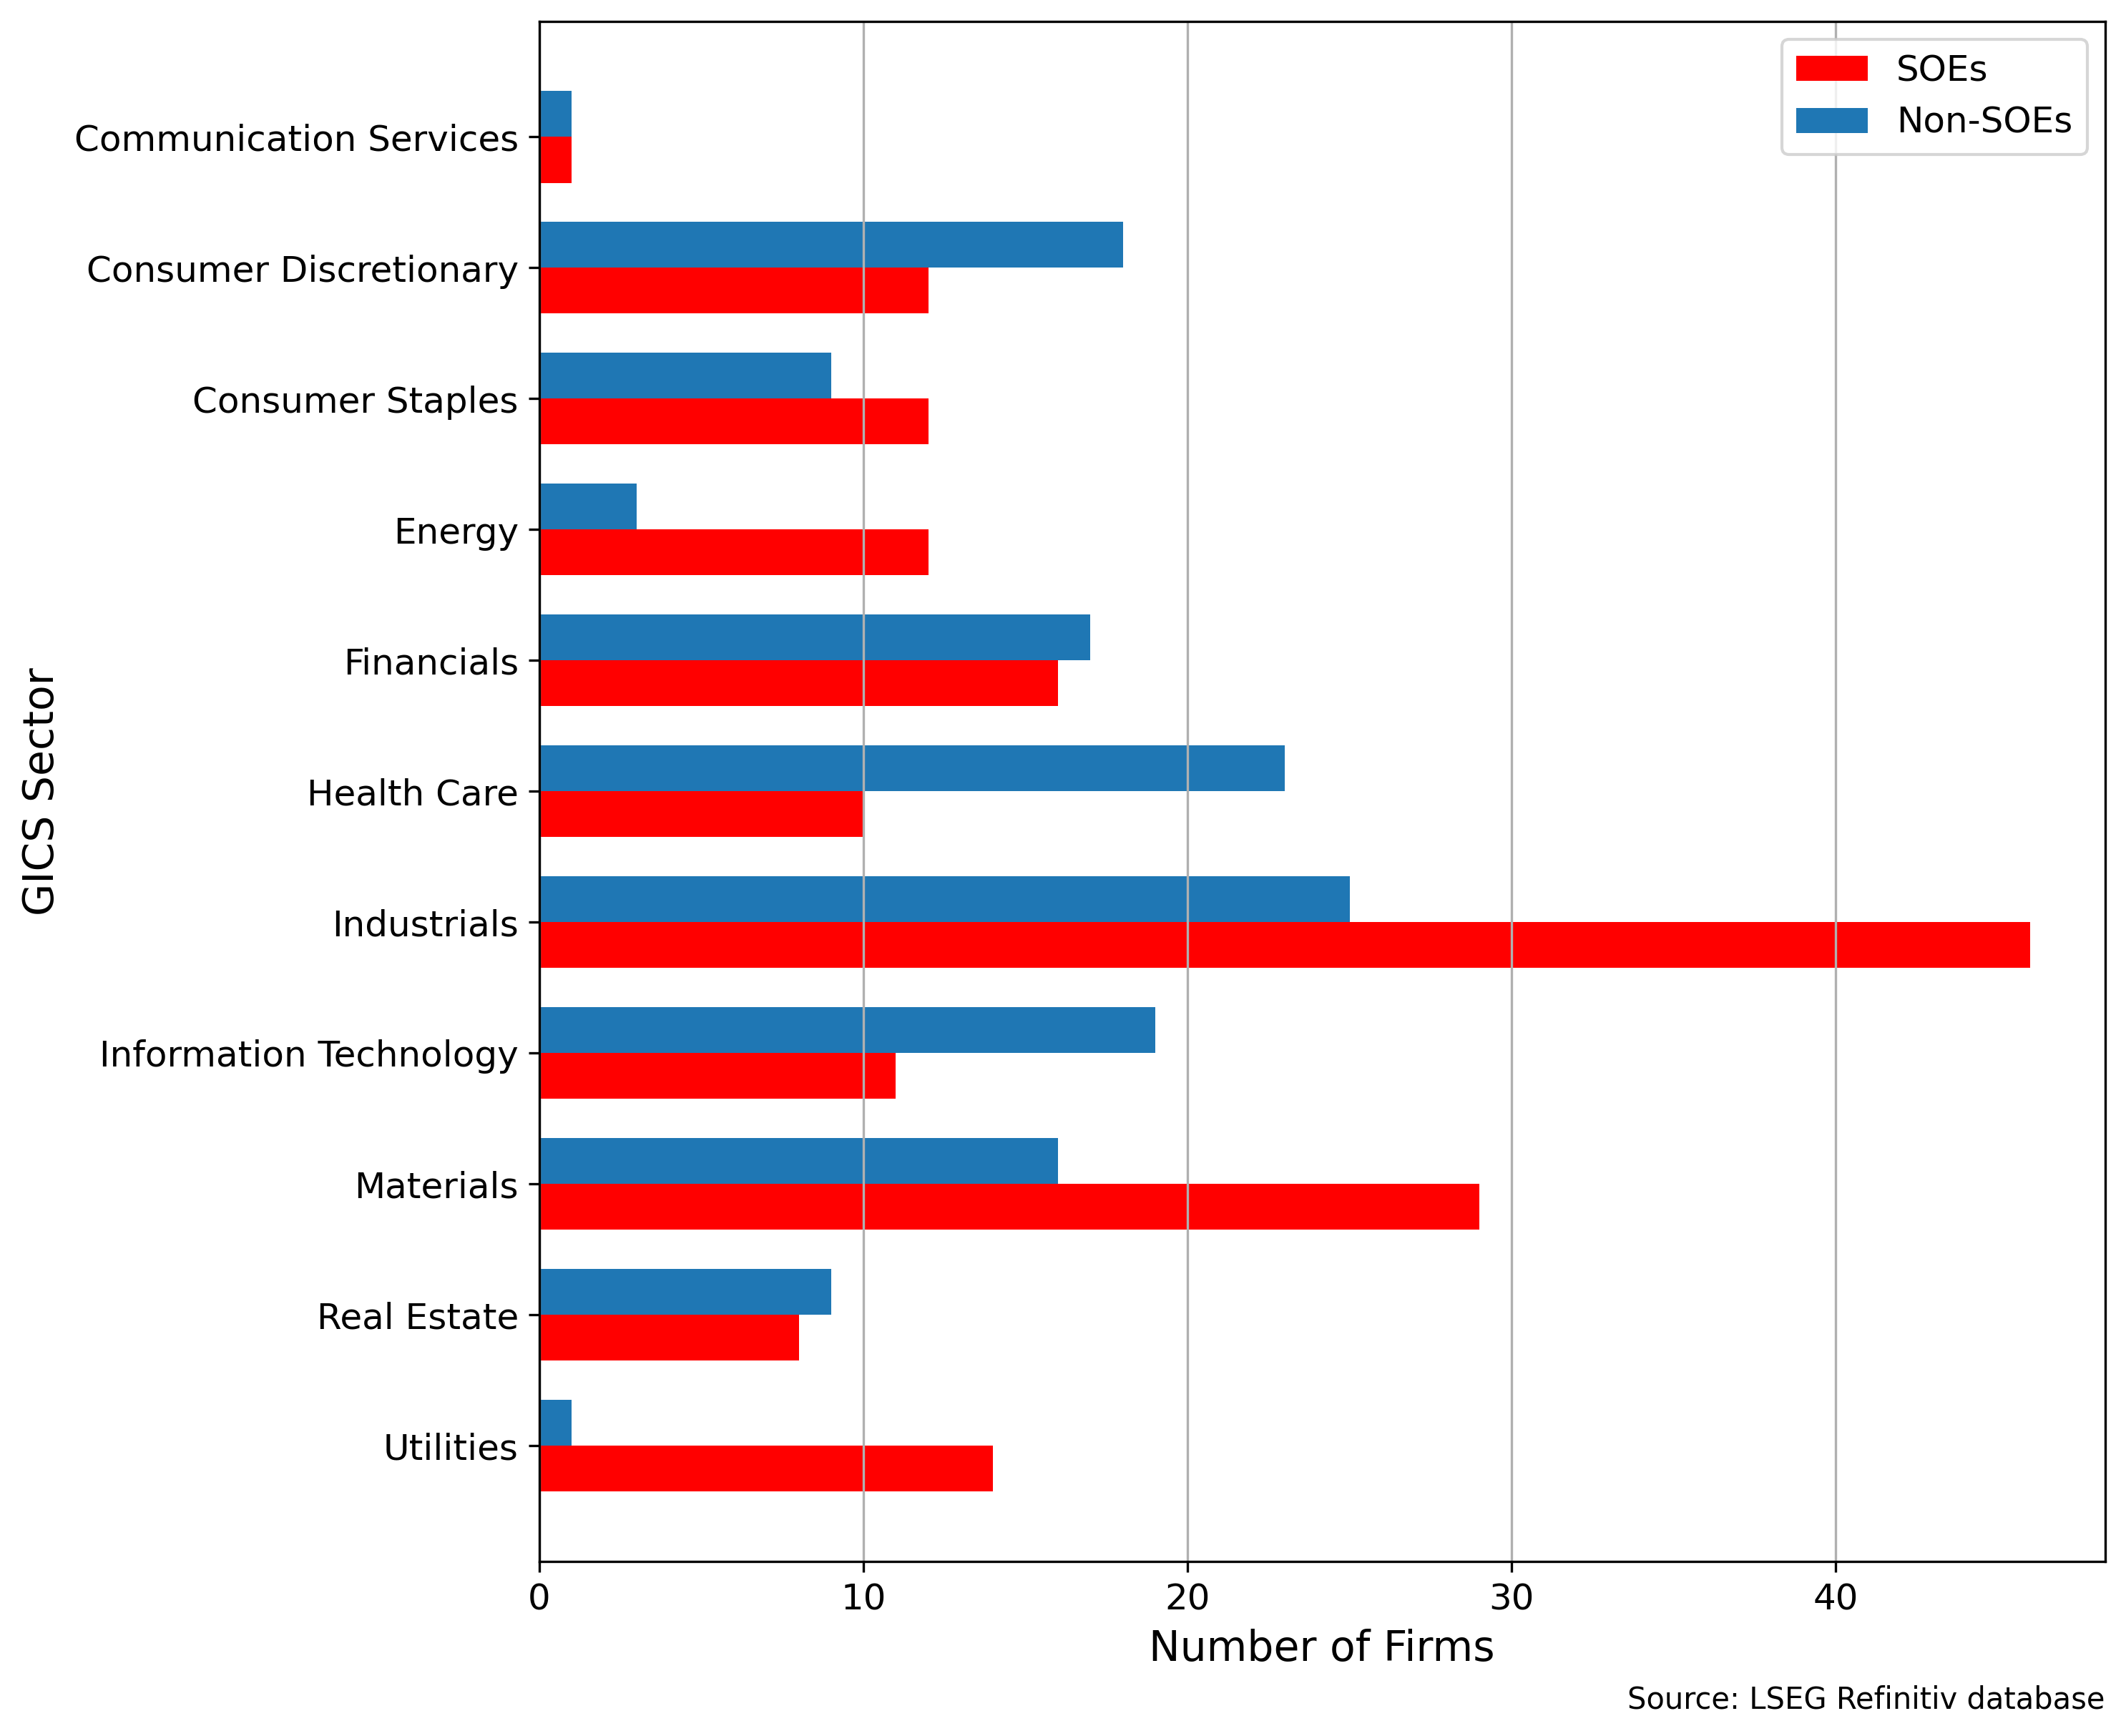 SOEs
Non-SOEs
Communication Services
Consumer Discretionary
Consumer Staples
Energy
Financials
Health Care
Industrials
Information Technology
Materials
Real Estate
Utilities
GICS Sector
0 10 20 30 40
Number of Firms
Source: LSEG Refinitiv database